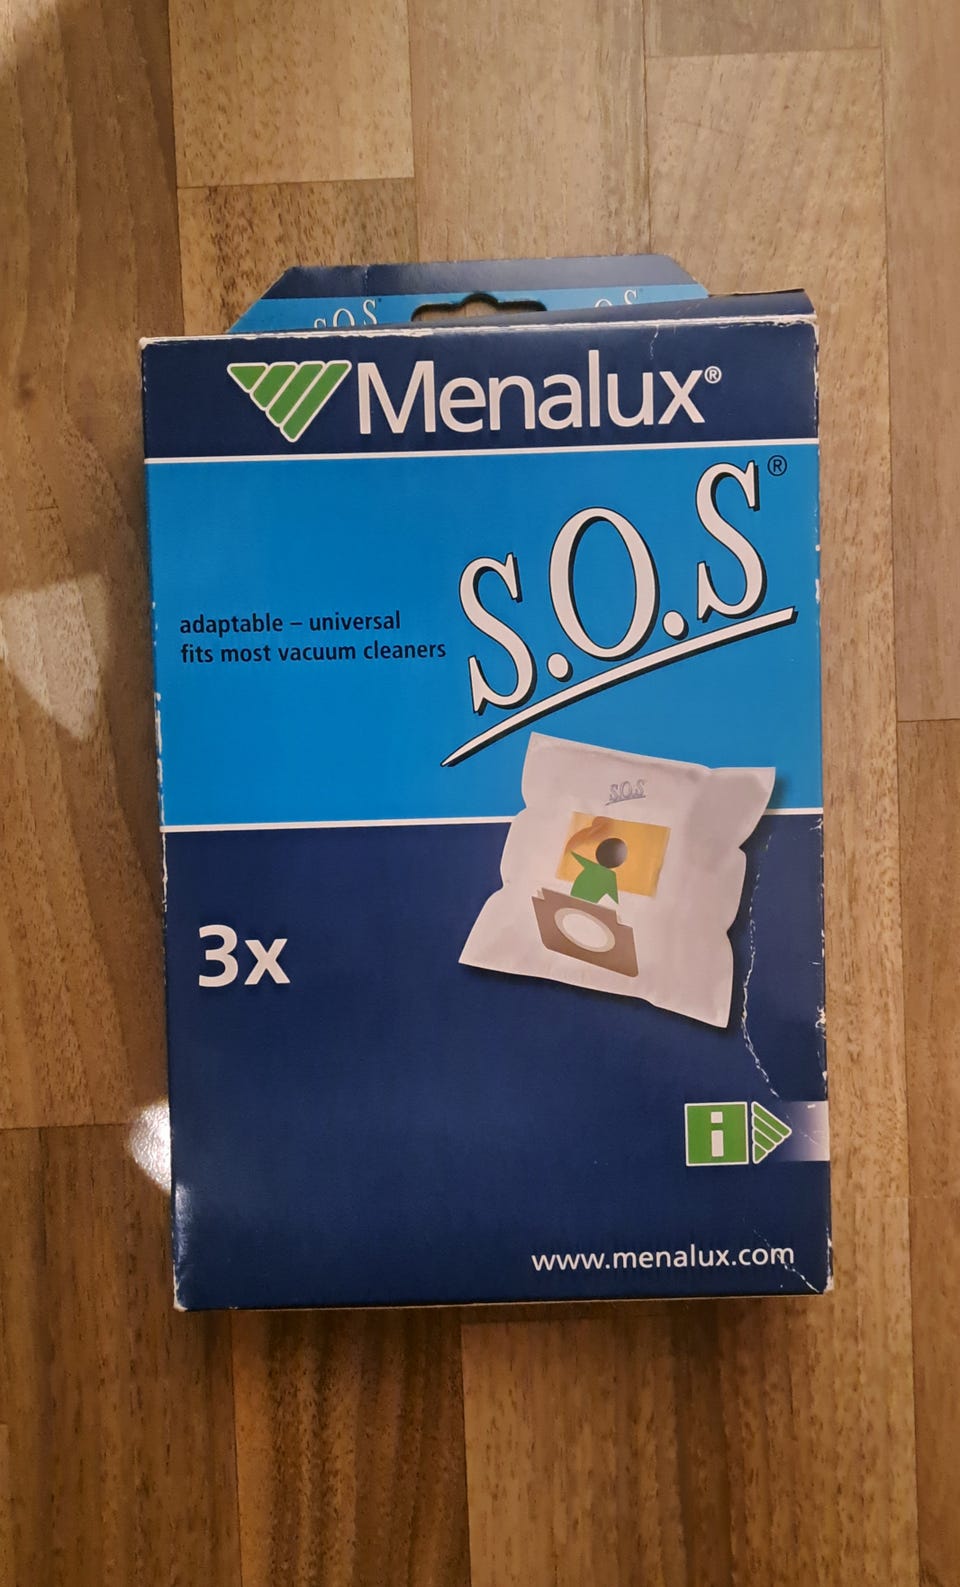 S.O.S
S.O.S
Menalux®
S.O.S®
adaptable – universal
fits most vacuum cleaners
S.O.S
3x
i
www.menalux.com